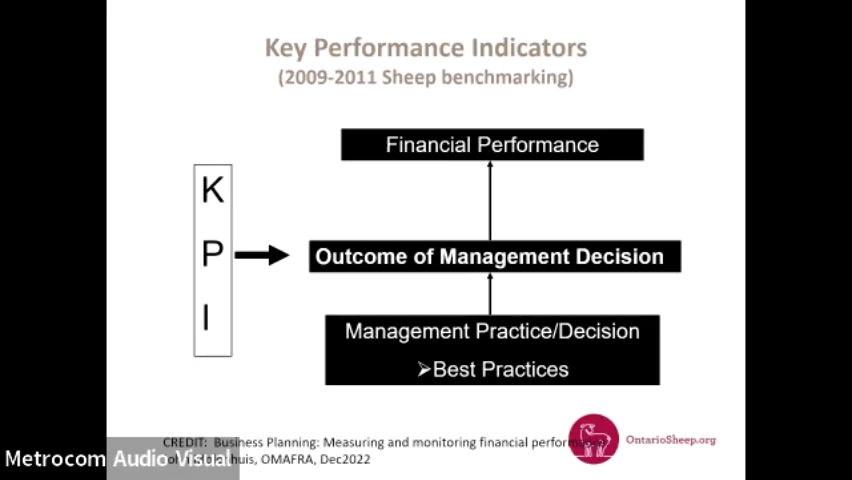 Key Performance Indicators
(2009-2011 Sheep benchmarking)
Financial Performance
K
P
I
Outcome of Management Decision
Management Practice/Decision
➢Best Practices
CREDIT: Business Planning: Measuring and monitoring financial performance
OMAFRA, Dec2022
OntarioSheep.org
Metrocom Audio Visual